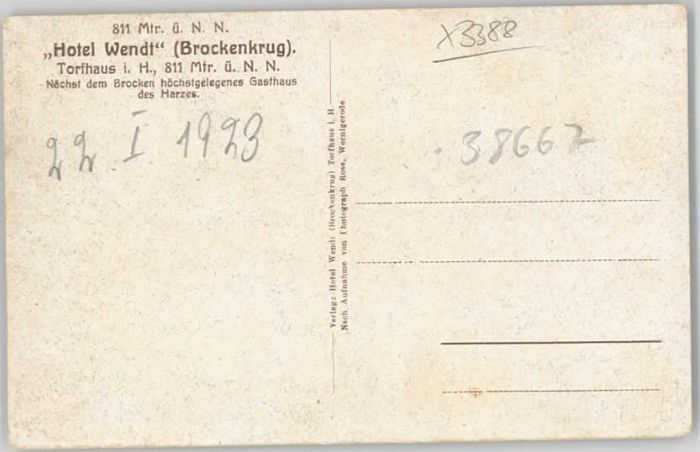 811 Mtr. ü. N. N.
„Hotel Wendt“ (Brockenkrug).
Torfhaus i. H., 811 Mtr. ü. N. N.
Nächst dem Brocken höchstgelegenes Gasthaus
des Harzes.
22. I. 1923
Verlag: Hotel Wendt (Brockenkrug) Torfhaus i. H
Nach Aufnahme von Photograph Rose, Wernigerode.
X3388
38667